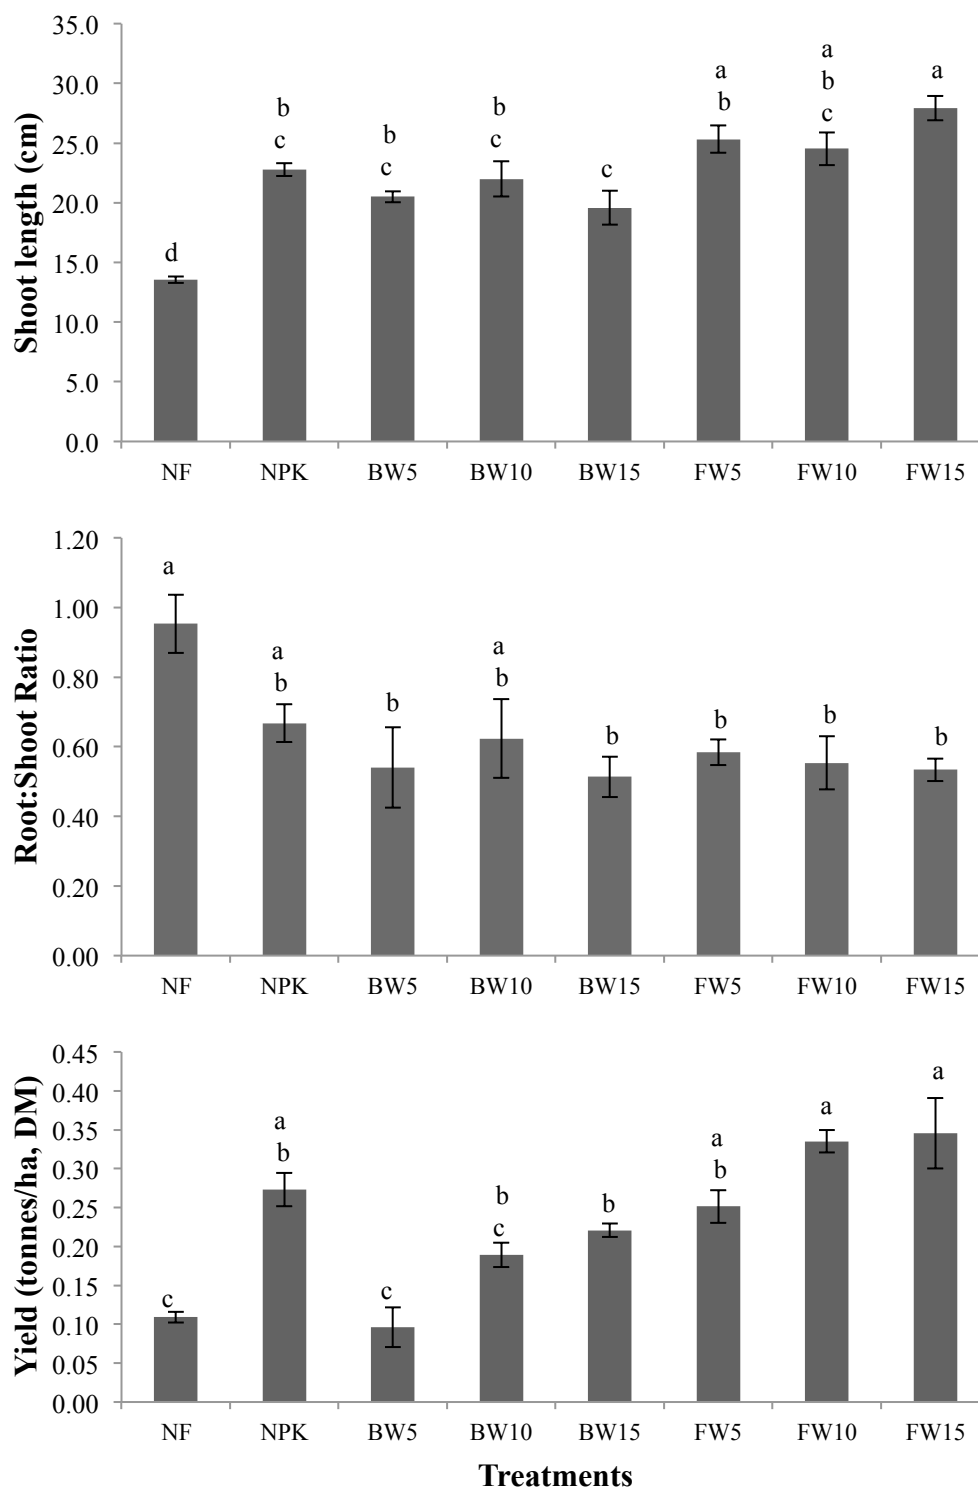 Shoot length (cm)
35.0
30.0
25.0
20.0
15.0
10.0
5.0
0.0
d
b
c
b
c
b
c
c
a
b
a
b
c
a
NF NPK BW5 BW10 BW15 FW5 FW10 FW15
Root:Shoot Ratio
1.20
1.00
0.80
0.60
0.40
0.20
0.00
a
a
b
b
a
b
b
b
b
b
NF NPK BW5 BW10 BW15 FW5 FW10 FW15
Yield (tonnes/ha, DM)
0.45
0.40
0.35
0.30
0.25
0.20
0.15
0.10
0.05
0.00
c
a
b
c
b
c
b
a
b
a
a
NF NPK BW5 BW10 BW15 FW5 FW10 FW15
Treatments